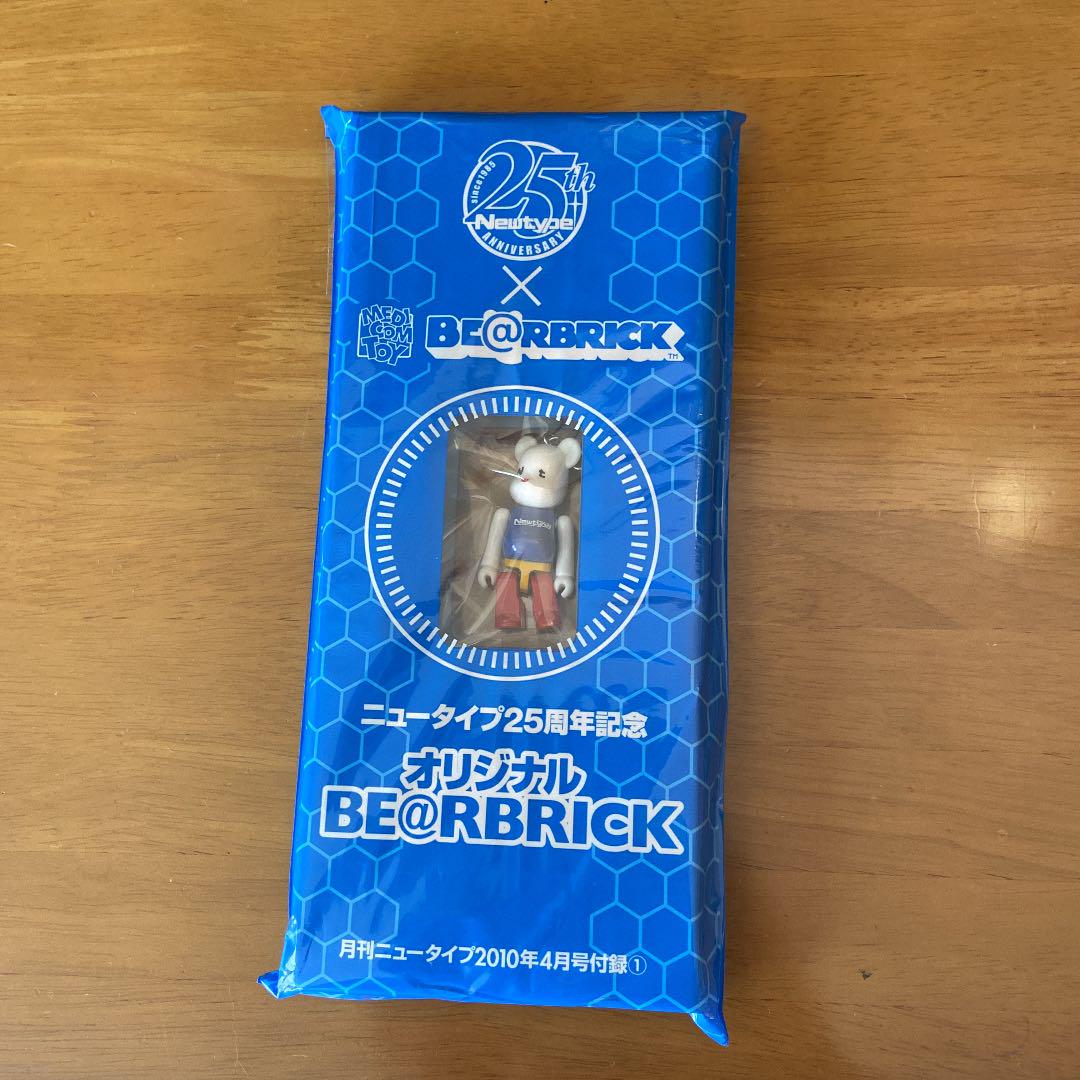 since1985
25th
Newtype
ANNIVERSARY
×
MEDI
COM
TOY
BE@RBRICK
TM
Newtype
ニュータイプ25周年記念
オリジナル
BE@RBRICK
月刊ニュータイプ2010年4月号付録①